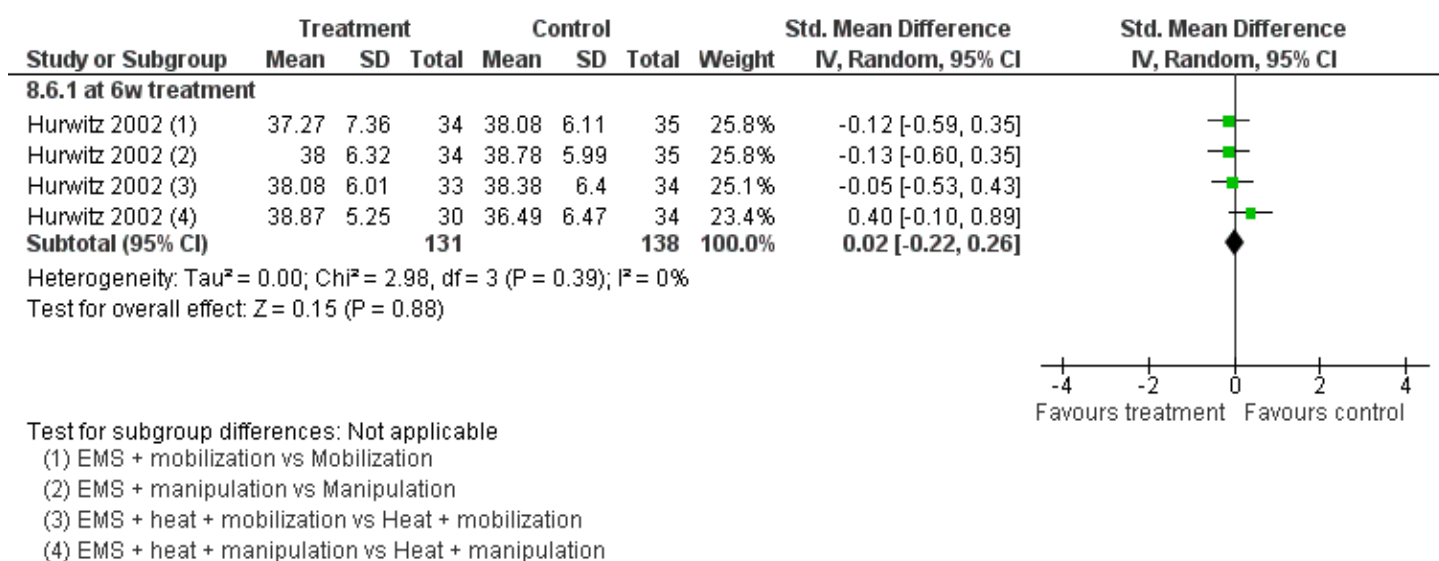 Treatment Control Std. Mean Difference Std. Mean Difference
Study or Subgroup Mean SD Total Mean SD Total Weight IV, Random, 95% CI IV, Random, 95% CI
8.6.1 at 6w treatment
Hurwitz 2002 (1) 37.27 7.36 34 38.08 6.11 35 25.8% -0.12 [-0.59, 0.35]
Hurwitz 2002 (2) 38 6.32 34 38.78 5.99 35 25.8% -0.13 [-0.60, 0.35]
Hurwitz 2002 (3) 38.08 6.01 33 38.38 6.4 34 25.1% -0.05 [-0.53, 0.43]
Hurwitz 2002 (4) 38.87 5.25 30 36.49 6.47 34 23.4% 0.40 [-0.10, 0.89]
Subtotal (95% CI) 131 138 100.0% 0.02 [-0.22, 0.26]
Heterogeneity: Tau² = 0.00; Chi² = 2.98, df = 3 (P = 0.39); I² = 0%
Test for overall effect: Z = 0.15 (P = 0.88)
-4 -2 0 2 4
Favours treatment Favours control
Test for subgroup differences: Not applicable
(1) EMS + mobilization vs Mobilization
(2) EMS + manipulation vs Manipulation
(3) EMS + heat + mobilization vs Heat + mobilization
(4) EMS + heat + manipulation vs Heat + manipulation